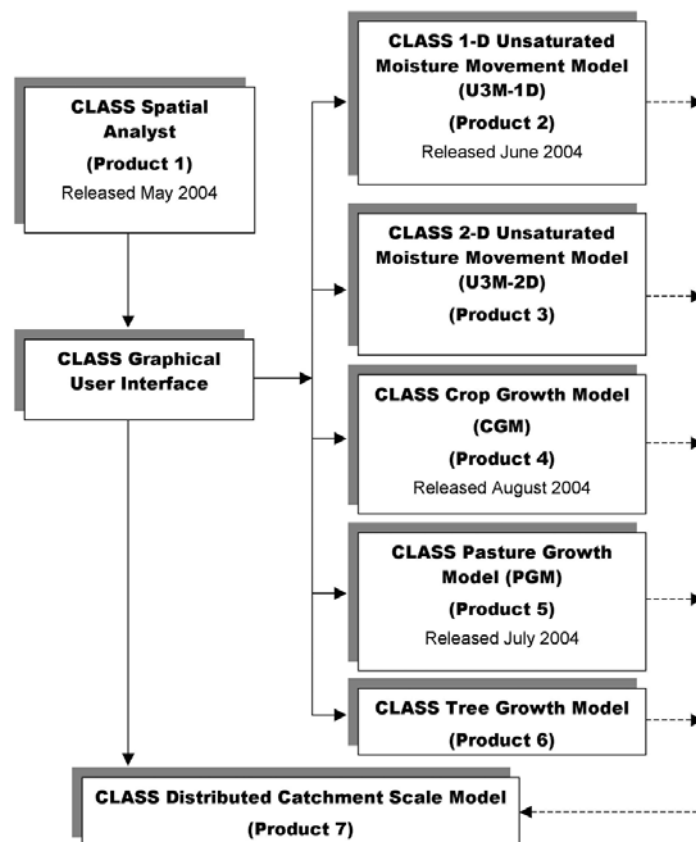 CLASS Spatial
Analyst
(Product 1)
Released May 2004
CLASS Graphical
User Interface
CLASS 1-D Unsaturated
Moisture Movement Model
(U3M-1D)
(Product 2)
Released June 2004
CLASS 2-D Unsaturated
Moisture Movement Model
(U3M-2D)
(Product 3)
CLASS Crop Growth Model
(CGM)
(Product 4)
Released August 2004
CLASS Pasture Growth
Model (PGM)
(Product 5)
Released July 2004
CLASS Tree Growth Model
(Product 6)
CLASS Distributed Catchment Scale Model
(Product 7)